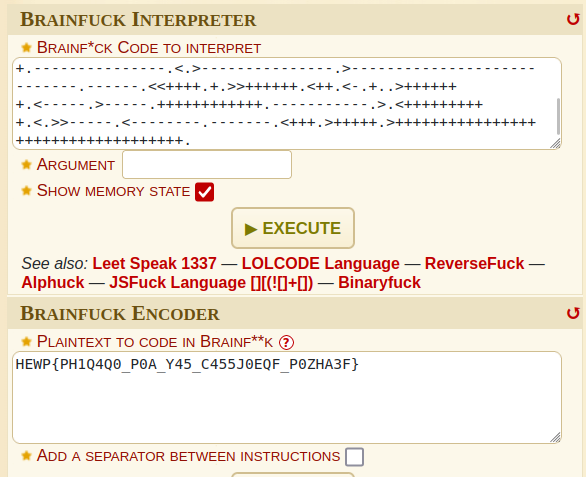 BRAINFUCK INTERPRETER
BRAINF*CK CODE TO INTERPRET
+.---------------.<.>---------------.>----------------------
-------.------.<<++++.+.>>++++++.<++.<-.+..>++++++
+.<-----.>-----.++++++++++++.-----------.>.<+++++++++
+.<.>>-----.<--------.-------.<+++.>+++++.>++++++++++++++++
+++++++++++++++++++.
ARGUMENT
SHOW MEMORY STATE
▶ EXECUTE
See also: Leet Speak 1337 — LOLCODE Language — ReverseFuck —
Alphuck — JSFuck Language [][(![]+[]) — Binaryfuck
BRAINFUCK ENCODER
PLAINTEXT TO CODE IN BRAINF**K ?
HEWP{PH1Q4Q0_P0A_Y45_C455J0EQF_P0ZHA3F}
ADD A SEPARATOR BETWEEN INSTRUCTIONS